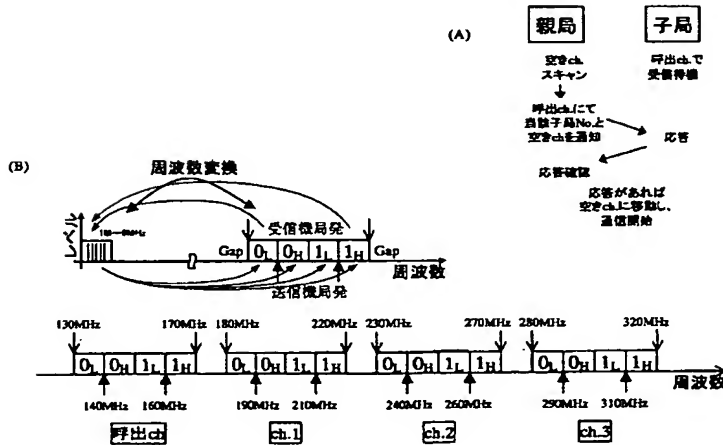 (A)
親局
子局
空きch.
スキャン
呼出ch.で
受信待機
呼出ch.にて
当該子局No.と
空きchを通知
応答
応答確認
応答があれば
空きch.に移動し、
通信開始
(B)
周波数変換
レベル
受信機局発
Gap 0L 0H 1L 1H Gap
周波数
送信機局発
130MHz 170MHz 180MHz 220MHz 230MHz 270MHz 280MHz 320MHz
0L 0H 1L 1H 0L 0H 1L 1H 0L 0H 1L 1H 0L 0H 1L 1H
周波数
140MHz 160MHz 190MHz 210MHz 240MHz 260MHz 290MHz 310MHz
呼出ch ch.1 ch.2 ch.3